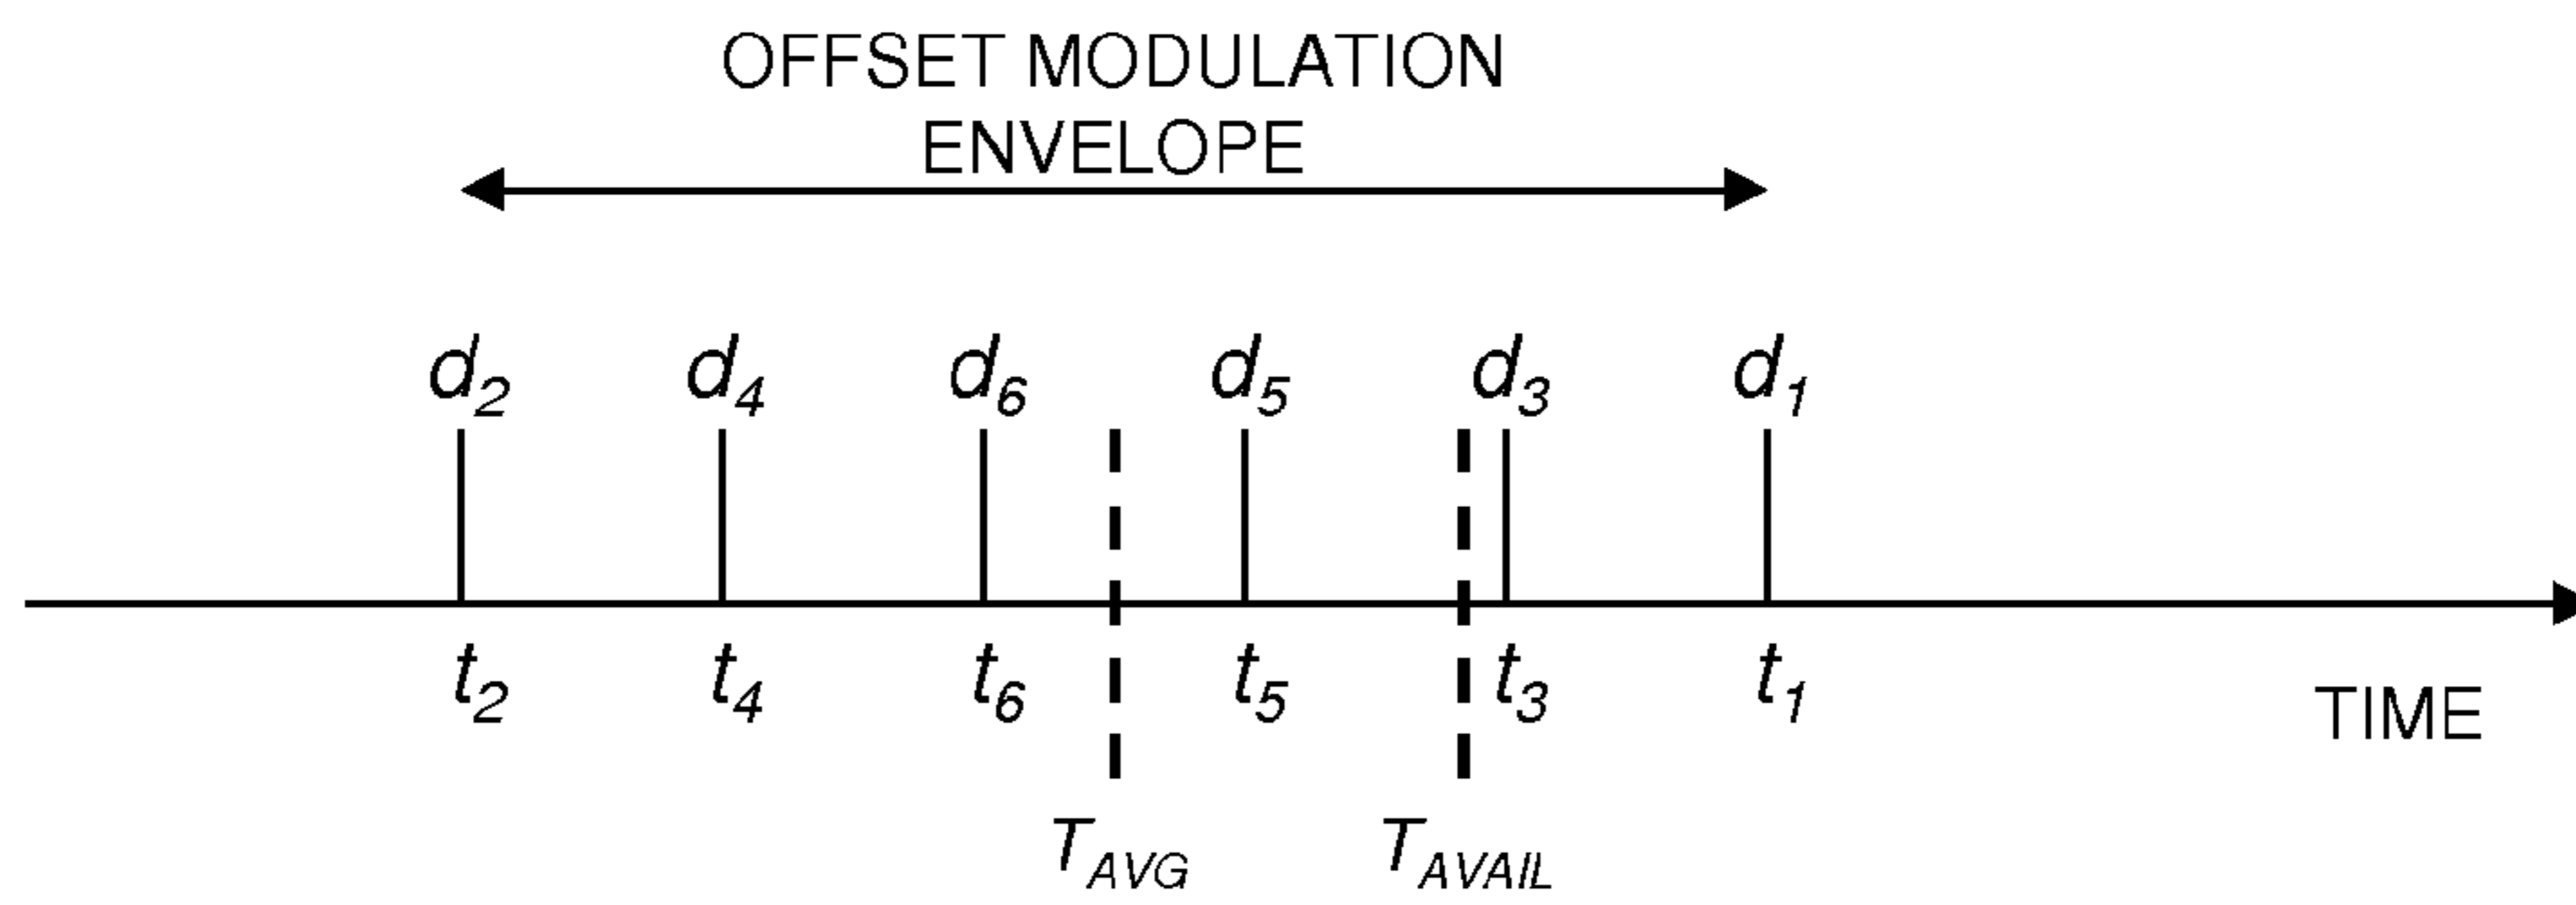 OFFSET MODULATION
ENVELOPE
d2 d4 d6 d5 d3 d1
t2 t4 t6 t5 t3 t1
TIME
TAVG TAVAIL